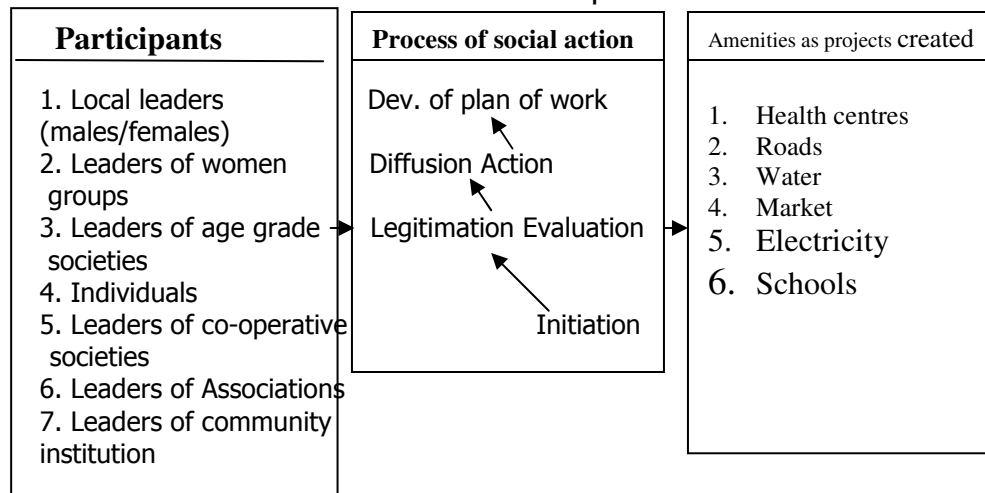 Participants
1. Local leaders
(males/females)
2. Leaders of women
groups
3. Leaders of age grade
societies
4. Individuals
5. Leaders of co-operative
societies
6. Leaders of Associations
7. Leaders of community
institution
Process of social action
Dev. of plan of work
Diffusion Action
Legitimation Evaluation
Initiation
Amenities as projects created
1. Health centres
2. Roads
3. Water
4. Market
5. Electricity
6. Schools